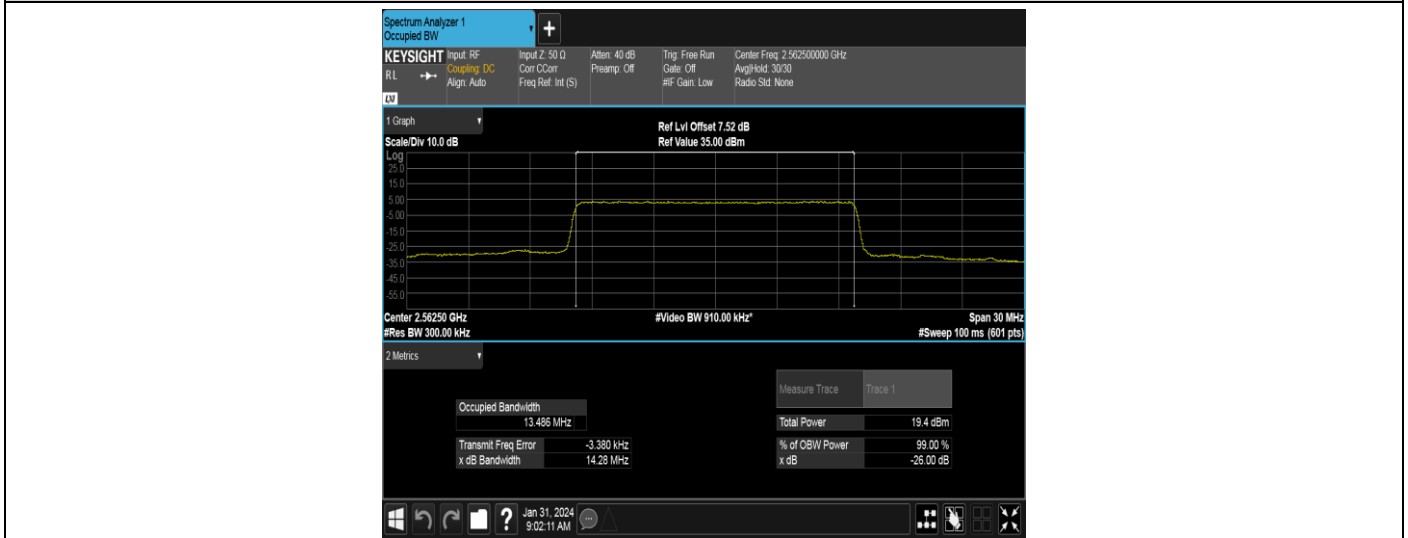 Spectrum Analyzer 1
Occupied BW
+
KEYSIGHT Input: RF Input Z: 50 Ω Atten: 40 dB Trig: Free Run Center Freq: 2.562500000 GHz
RL Coupling: DC Corr CCorr Preamp: Off Gate: Off Avg|Hold: 30/30
Align: Auto Freq Ref: Int (S) #IF Gain: Low Radio Std: None
LXI
1 Graph Ref Lvl Offset 7.52 dB
Scale/Div 10.0 dB Ref Value 35.00 dBm
Log
25.0
15.0
5.00
-5.00
-15.0
-25.0
-35.0
-45.0
-55.0
Center 2.56250 GHz #Video BW 910.00 kHz* Span 30 MHz
#Res BW 300.00 kHz #Sweep 100 ms (601 pts)
2 Metrics
Measure Trace Trace 1
Occupied Bandwidth
13.486 MHz Total Power 19.4 dBm
Transmit Freq Error -3.380 kHz % of OBW Power 99.00 %
x dB Bandwidth 14.28 MHz x dB -26.00 dB
? Jan 31, 2024
9:02:11 AM